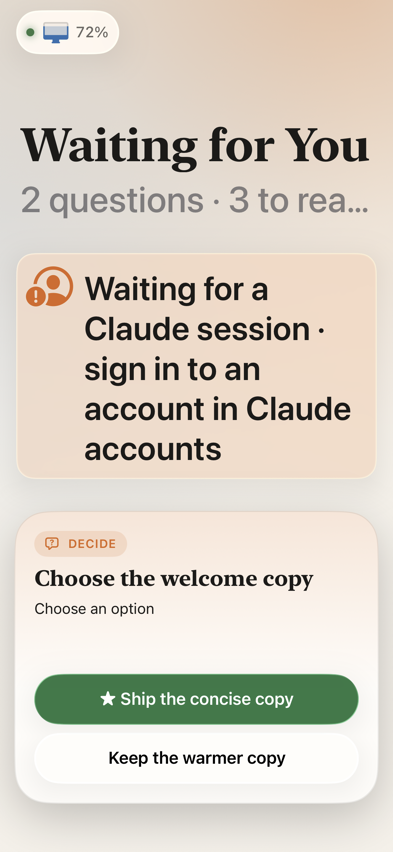 72%
Waiting for You
2 questions · 3 to rea...
Waiting for a
Claude session ·
sign in to an
account in Claude
accounts
DECIDE
Choose the welcome copy
Choose an option
Ship the concise copy
Keep the warmer copy